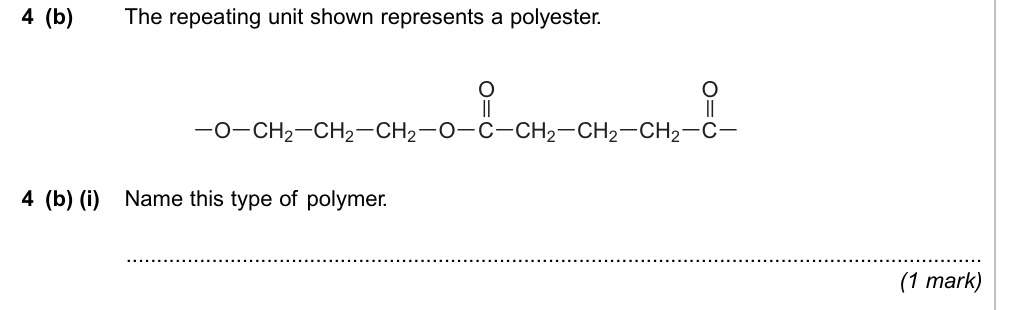 4 (b) The repeating unit shown represents a polyester.
O O
|| ||
—O—CH₂—CH₂—CH₂—O—C—CH₂—CH₂—CH₂—C—
4 (b) (i) Name this type of polymer.
(1 mark)